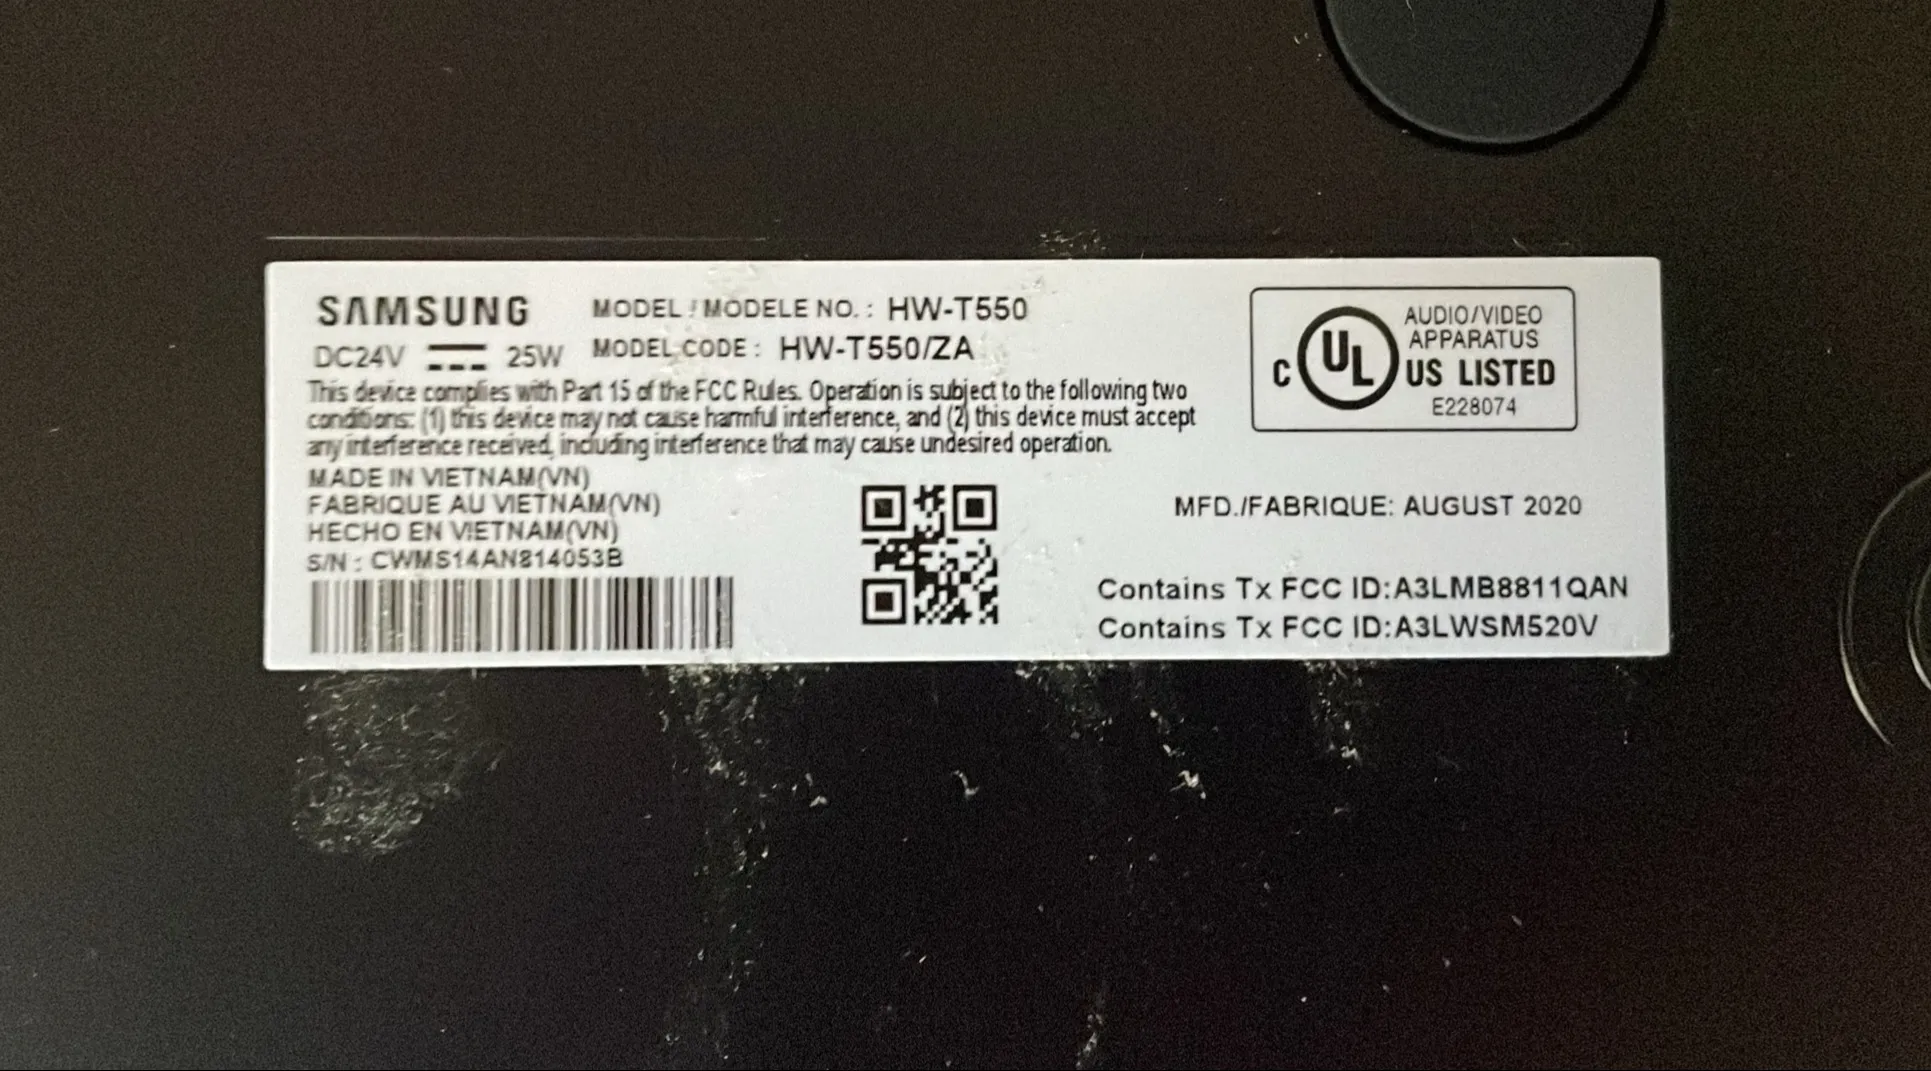 SAMSUNG
MODEL / MODELE NO. : HW-T550
DC24V 25W
MODEL CODE : HW-T550/ZA
This device complies with Part 15 of the FCC Rules. Operation is subject to the following two
conditions: (1) this device may not cause harmful interference, and (2) this device must accept
any interference received, including interference that may cause undesired operation.
MADE IN VIETNAM(VN)
FABRIQUE AU VIETNAM(VN)
HECHO EN VIETNAM(VN)
S/N : CWMS14AN814053B
C UL US LISTED
AUDIO/VIDEO
APPARATUS
E228074
MFD./FABRIQUE: AUGUST 2020
Contains Tx FCC ID:A3LMB8811QAN
Contains Tx FCC ID:A3LWSM520V